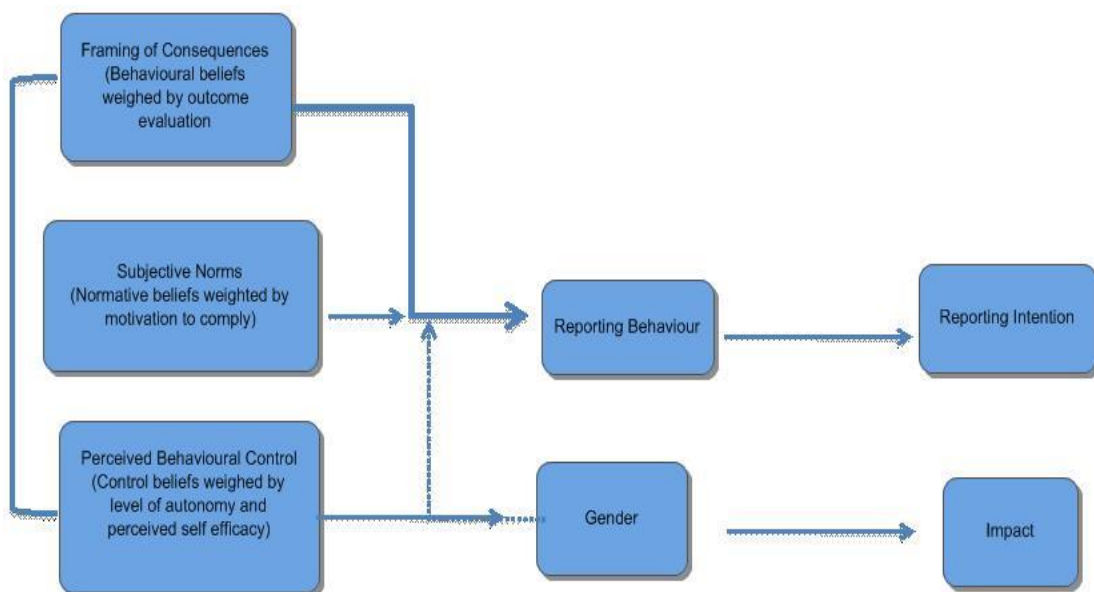 Framing of Consequences
(Behavioural beliefs
weighed by outcome
evaluation
Subjective Norms
(Normative beliefs weighted by
motivation to comply)
Reporting Behaviour
Reporting Intention
Perceived Behavioural Control
(Control beliefs weighed by
level of autonomy and
perceived self efficacy)
Gender
Impact